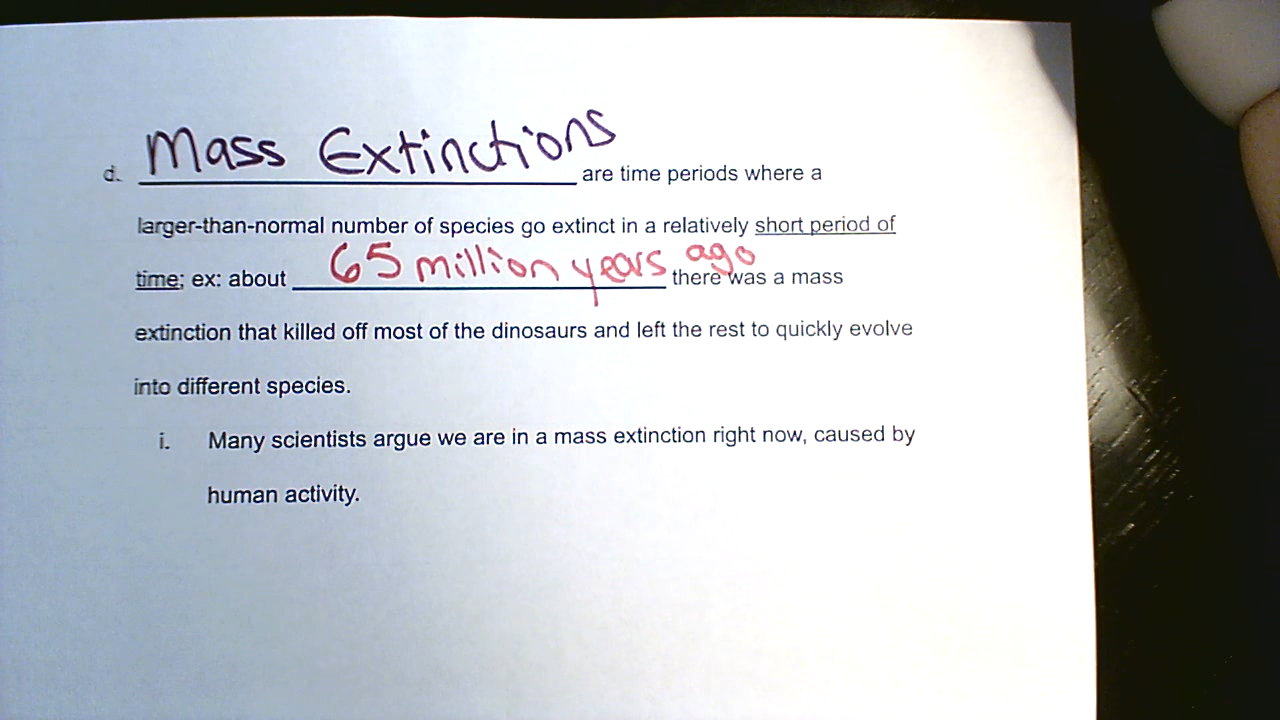 d. Mass Extinctions are time periods where a
larger-than-normal number of species go extinct in a relatively short period of
time; ex: about 65 million years ago there was a mass
extinction that killed off most of the dinosaurs and left the rest to quickly evolve
into different species.
i. Many scientists argue we are in a mass extinction right now, caused by
human activity.